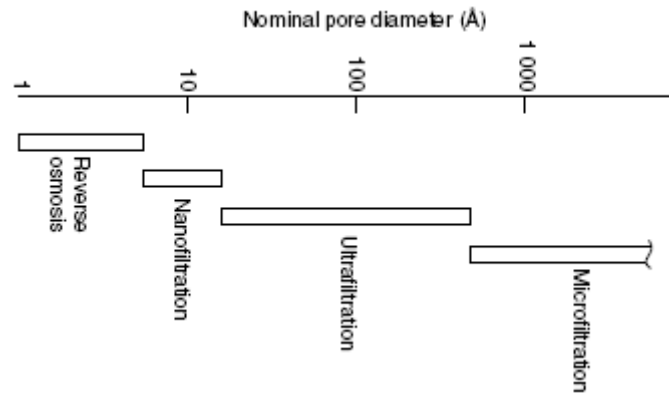 Nominal pore diameter (Å)
1
10
100
1 000
Reverse
osmosis
Nanofiltration
Ultrafiltration
Microfiltration